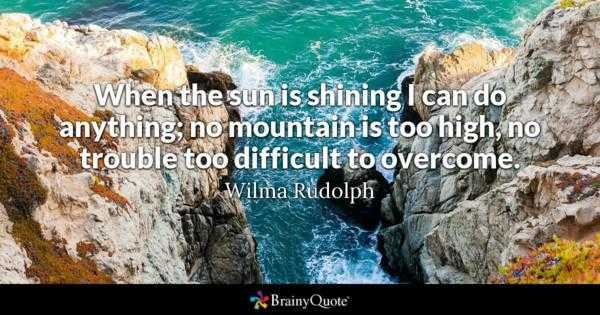 When the sun is shining I can do
anything; no mountain is too high, no
trouble too difficult to overcome.
Wilma Rudolph
BrainyQuote